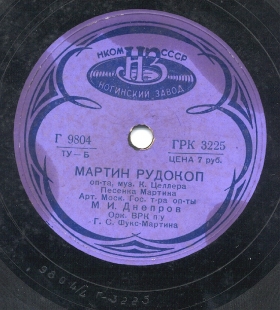 НКОМ НЗ СССР
НОГИНСКИЙ ЗАВОД
Г 9804
ТУ—Б
ГРК 3225
ЦЕНА 7 руб.
МАРТИН РУДОКОП
оп-та, муз. К. Целлера
Песенка Мартина
Арт. Моск. Гос. т-ра оп-ты
М. И. Днепров
Орк. ВРК п/у
Г. С. Фукс-Мартина